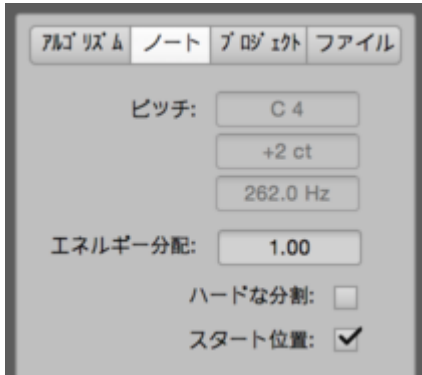 ｱﾙｺﾞﾘｽﾞﾑ ノート ﾌﾟﾛｼﾞｪｸﾄ ファイル
ピッチ: C 4
+2 ct
262.0 Hz
エネルギー分配: 1.00
ハードな分割:
スタート位置: